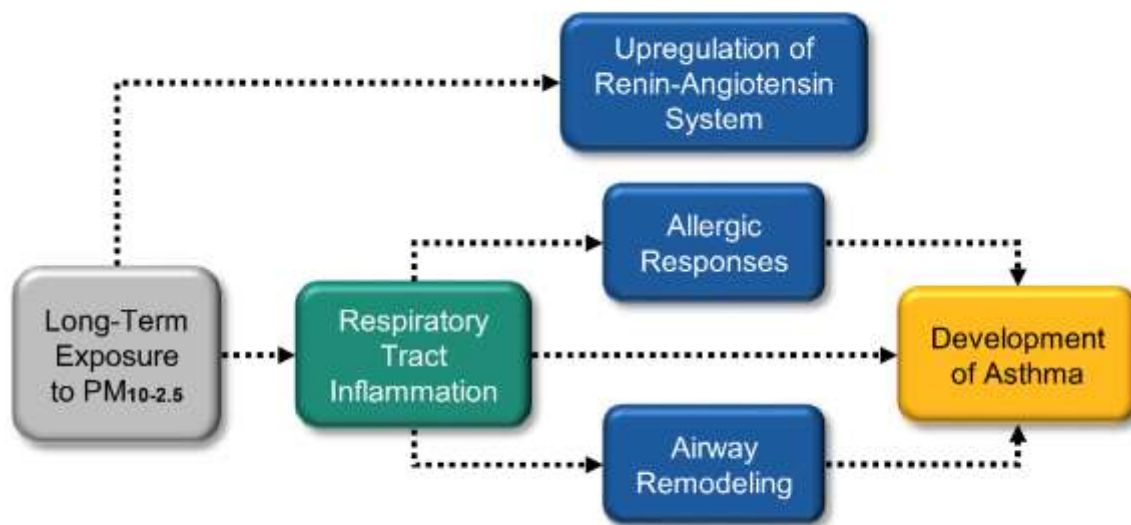 Upregulation of
Renin-Angiotensin
System
Allergic
Responses
Long-Term
Exposure
to PM10-2.5
Respiratory
Tract
Inflammation
Development
of Asthma
Airway
Remodeling